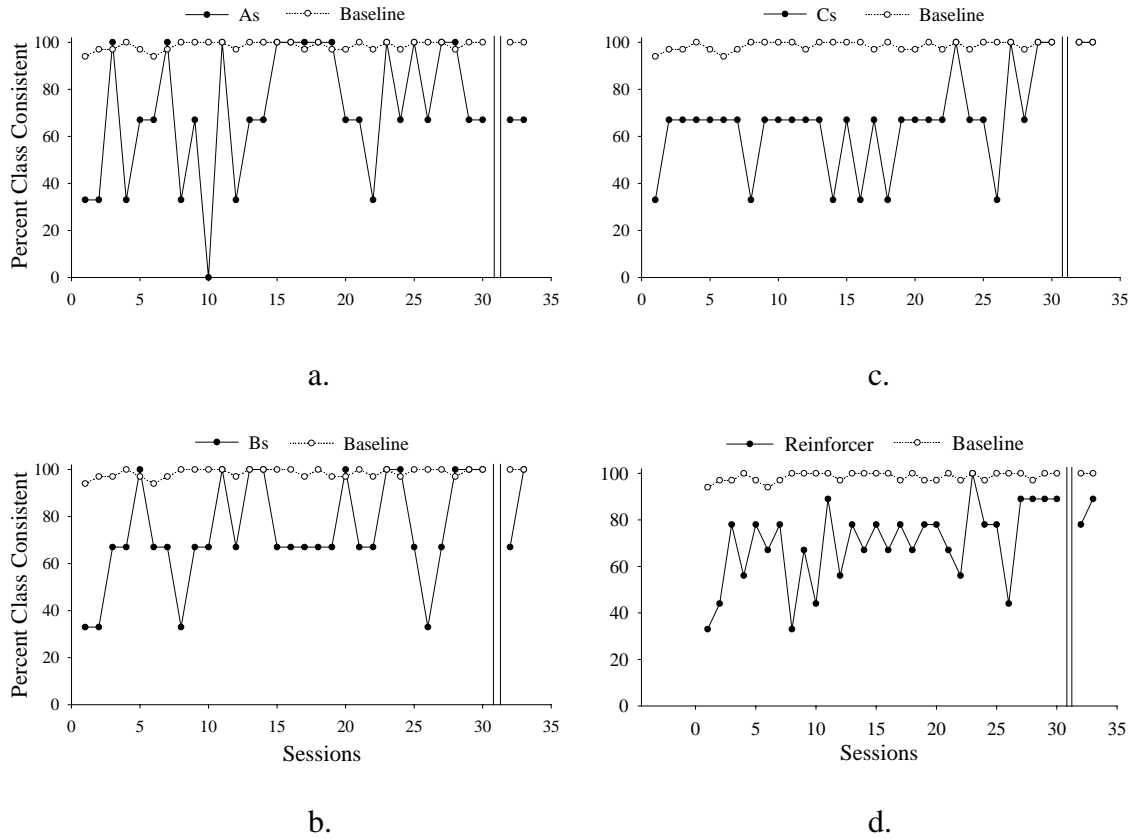 As Baseline
Percent Class Consistent
100
80
60
40
20
0
0 5 10 15 20 25 30 35
a.
Cs Baseline
100
80
60
40
20
0
0 5 10 15 20 25 30 35
c.
Bs Baseline
Percent Class Consistent
100
80
60
40
20
0
0 5 10 15 20 25 30 35
Sessions
b.
Reinforcer Baseline
100
80
60
40
20
0
0 5 10 15 20 25 30 35
Sessions
d.